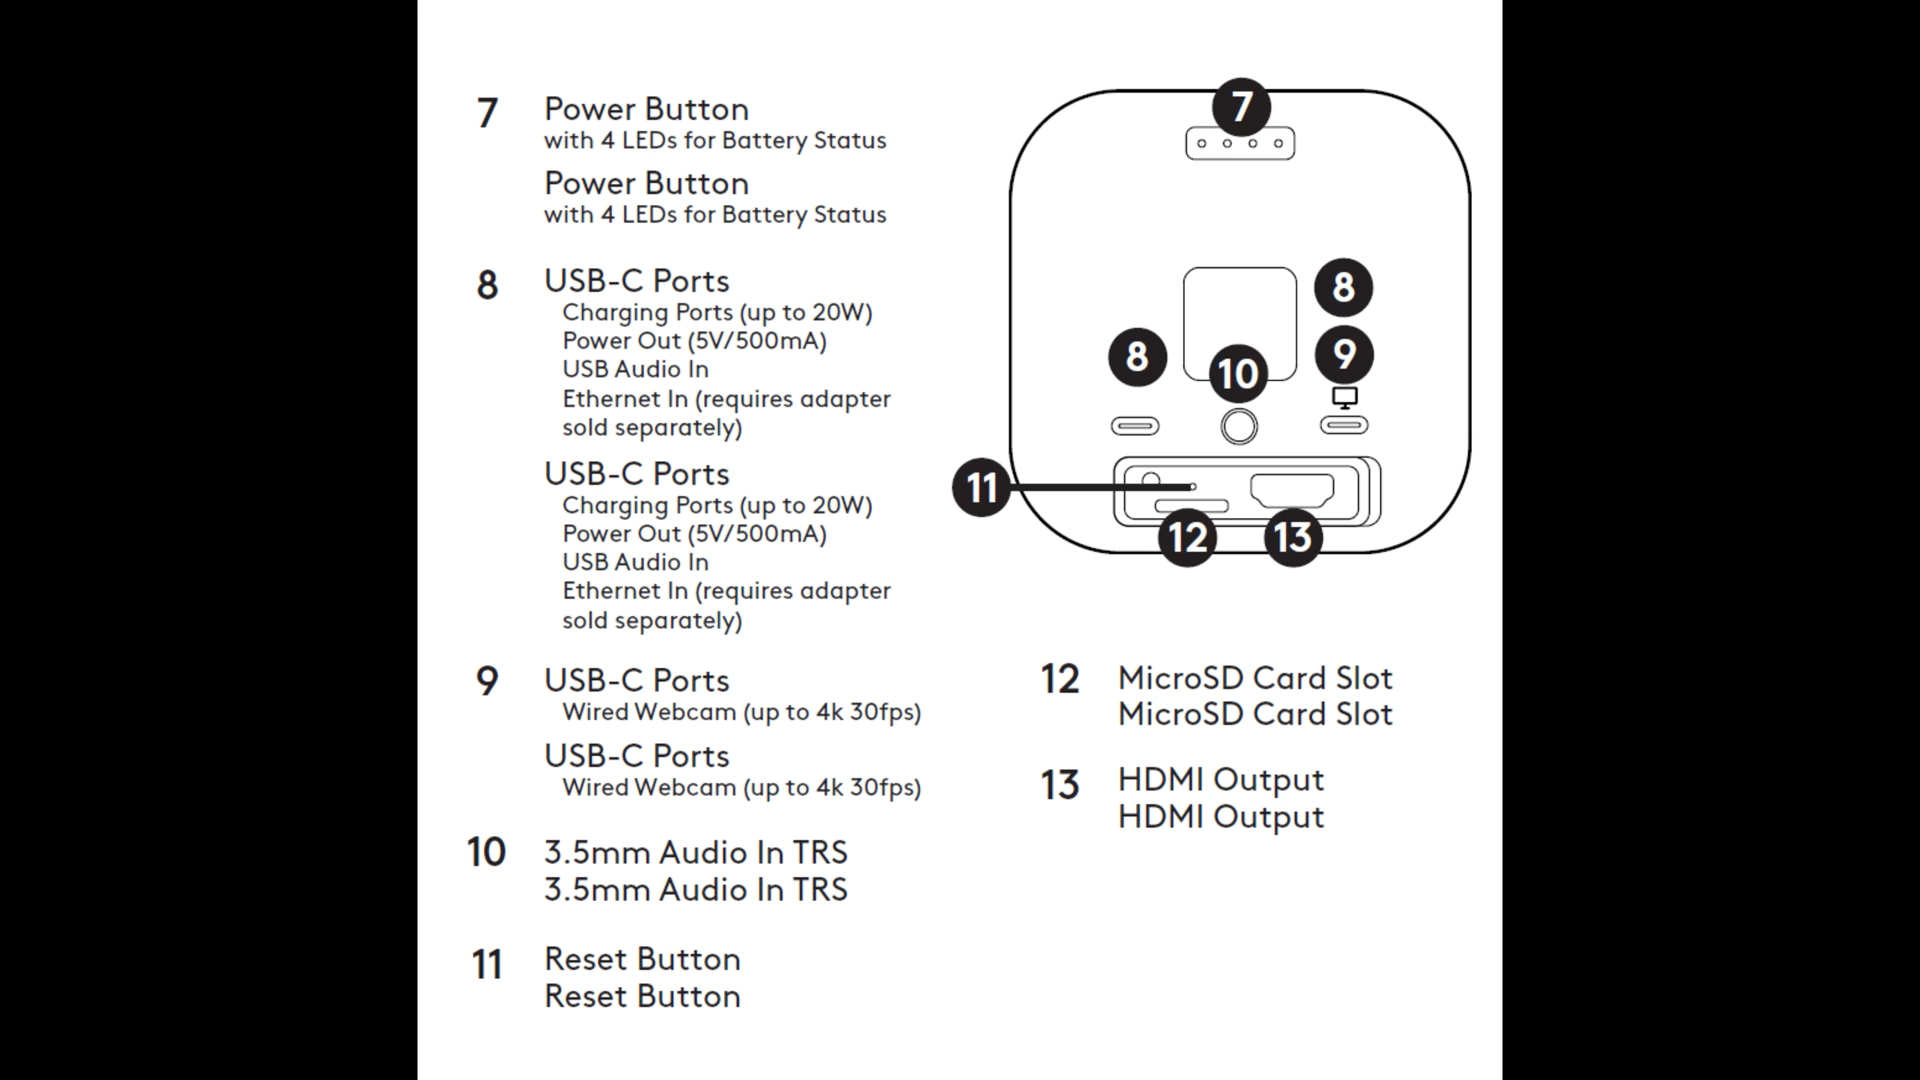 7
Power Button
with 4 LEDs for Battery Status
Power Button
with 4 LEDs for Battery Status
8
USB-C Ports
Charging Ports (up to 20W)
Power Out (5V/500mA)
USB Audio In
Ethernet In (requires adapter
sold separately)
USB-C Ports
Charging Ports (up to 20W)
Power Out (5V/500mA)
USB Audio In
Ethernet In (requires adapter
sold separately)
9
USB-C Ports
Wired Webcam (up to 4k 30fps)
USB-C Ports
Wired Webcam (up to 4k 30fps)
10
3.5mm Audio In TRS
3.5mm Audio In TRS
11
Reset Button
Reset Button
7
8
8
9
10
11
12
13
12
MicroSD Card Slot
MicroSD Card Slot
13
HDMI Output
HDMI Output